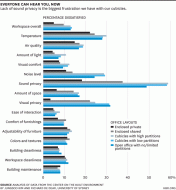 EVERYONE CAN HEAR YOU NOW
Lack of sound privacy is the biggest frustration we have with our cubicles.
PERCENTAGE DISSATISFIED
Workspace overall
Temperature
Air quality
Amount of light
Visual comfort
Noise level
Sound privacy
Amount of space
Visual privacy
Ease of interaction
Comfort of furnishings
Adjustability of furniture
Colors and textures
Building cleanliness
Workspace cleanliness
Building maintenance
OFFICE LAYOUTS
Enclosed private
Enclosed shared
Cubicles with high partitions
Cubicles with low partitions
Open office with no/limited
partitions